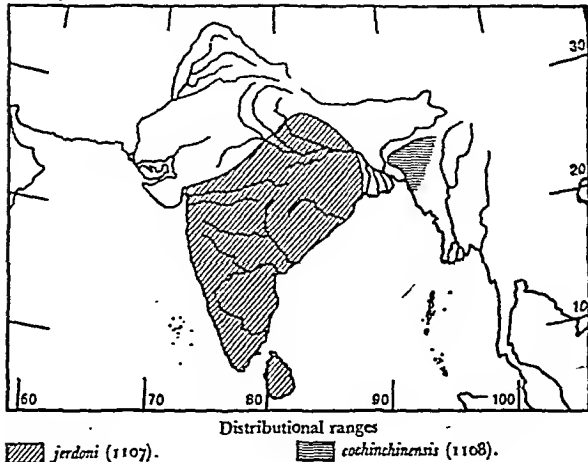 30
20
10
60 70 80 90 100
Distributional ranges
jerdoni (1107). cochinchinensis (1108).